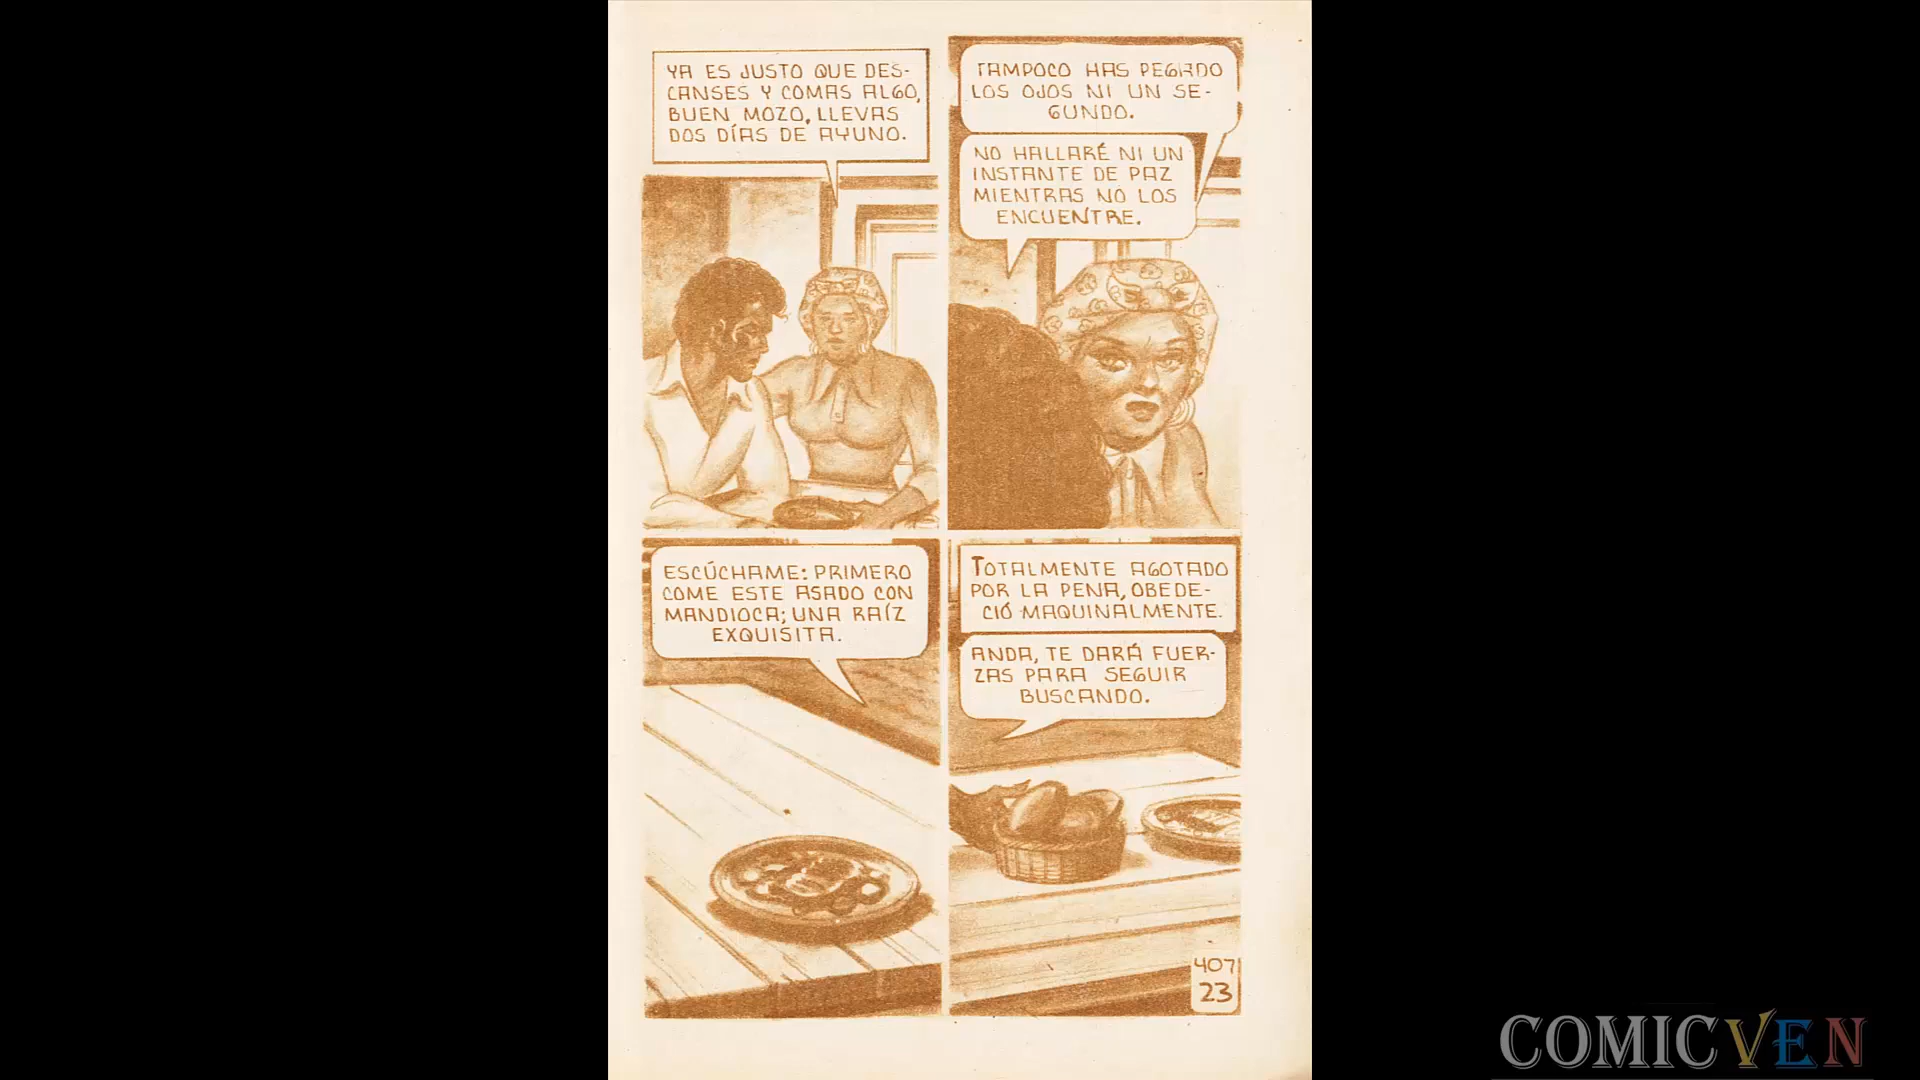 YA ES JUSTO QUE DES-
CANSES Y COMAS ALGO,
BUEN MOZO, LLEVAS
DOS DÍAS DE AYUNO.
TAMPOCO HAS PEGADO
LOS OJOS NI UN SE-
GUNDO.
NO HALLARÉ NI UN
INSTANTE DE PAZ
MIENTRAS NO LOS
ENCUENTRE.
ESCÚCHAME: PRIMERO
COME ESTE ASADO CON
MANDIOCA; UNA RAÍZ
EXQUISITA.
TOTALMENTE AGOTADO
POR LA PENA, OBEDE-
CIÓ MAQUINALMENTE.
ANDA, TE DARÁ FUER-
ZAS PARA SEGUIR
BUSCANDO.
407
23
COMICVEN